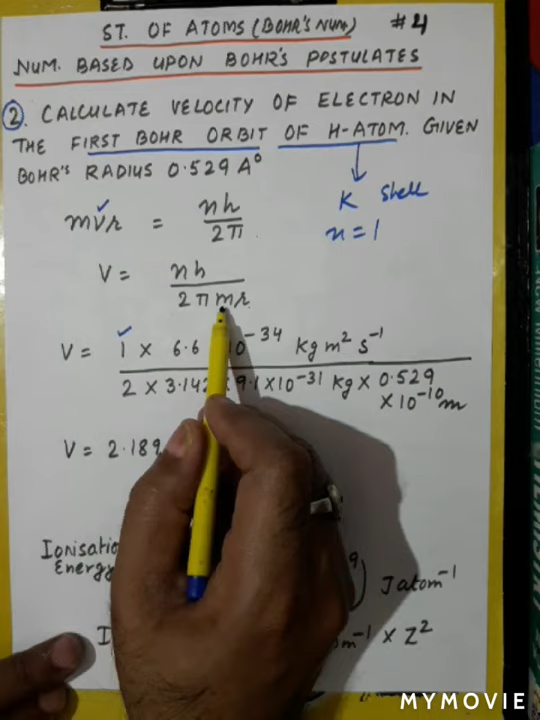 ST. OF ATOMS (BOHR'S NUM.) #4
NUM. BASED UPON BOHR'S POSTULATES
2. CALCULATE VELOCITY OF ELECTRON IN
THE FIRST BOHR ORBIT OF H-ATOM. GIVEN
BOHR'S RADIUS 0.529 A°
K Shell
n = 1
mvr = nh / 2π
V = nh / 2πmr
V = 1 × 6.6 10⁻³⁴ kg m² s⁻¹
2 × 3.142 9.1 × 10⁻³¹ kg × 0.529
× 10⁻¹⁰ m
V = 2.189
Energy
J atom⁻¹
× Z²
MYMOVIE